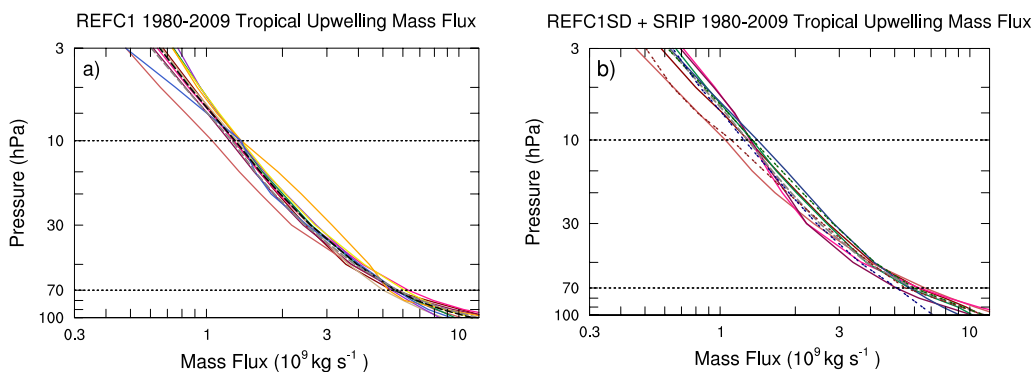 REFC1 1980-2009 Tropical Upwelling Mass Flux
a)
3
10
30
70
100
Pressure (hPa)
0.3
1
3
10
Mass Flux (10⁹ kg s⁻¹)
REFC1SD + SRIP 1980-2009 Tropical Upwelling Mass Flux
b)
3
10
30
70
100
Pressure (hPa)
0.3
1
3
10
Mass Flux (10⁹ kg s⁻¹)